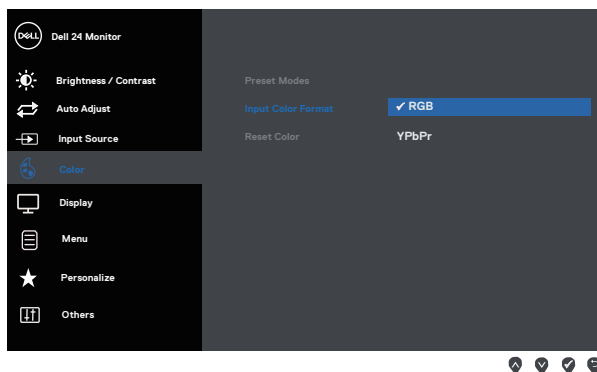 DELL Dell 24 Monitor
Brightness / Contrast
Auto Adjust
Input Source
Color
Display
Menu
Personalize
Others
Preset Modes
Input Color Format
Reset Color
✔ RGB
YPbPr